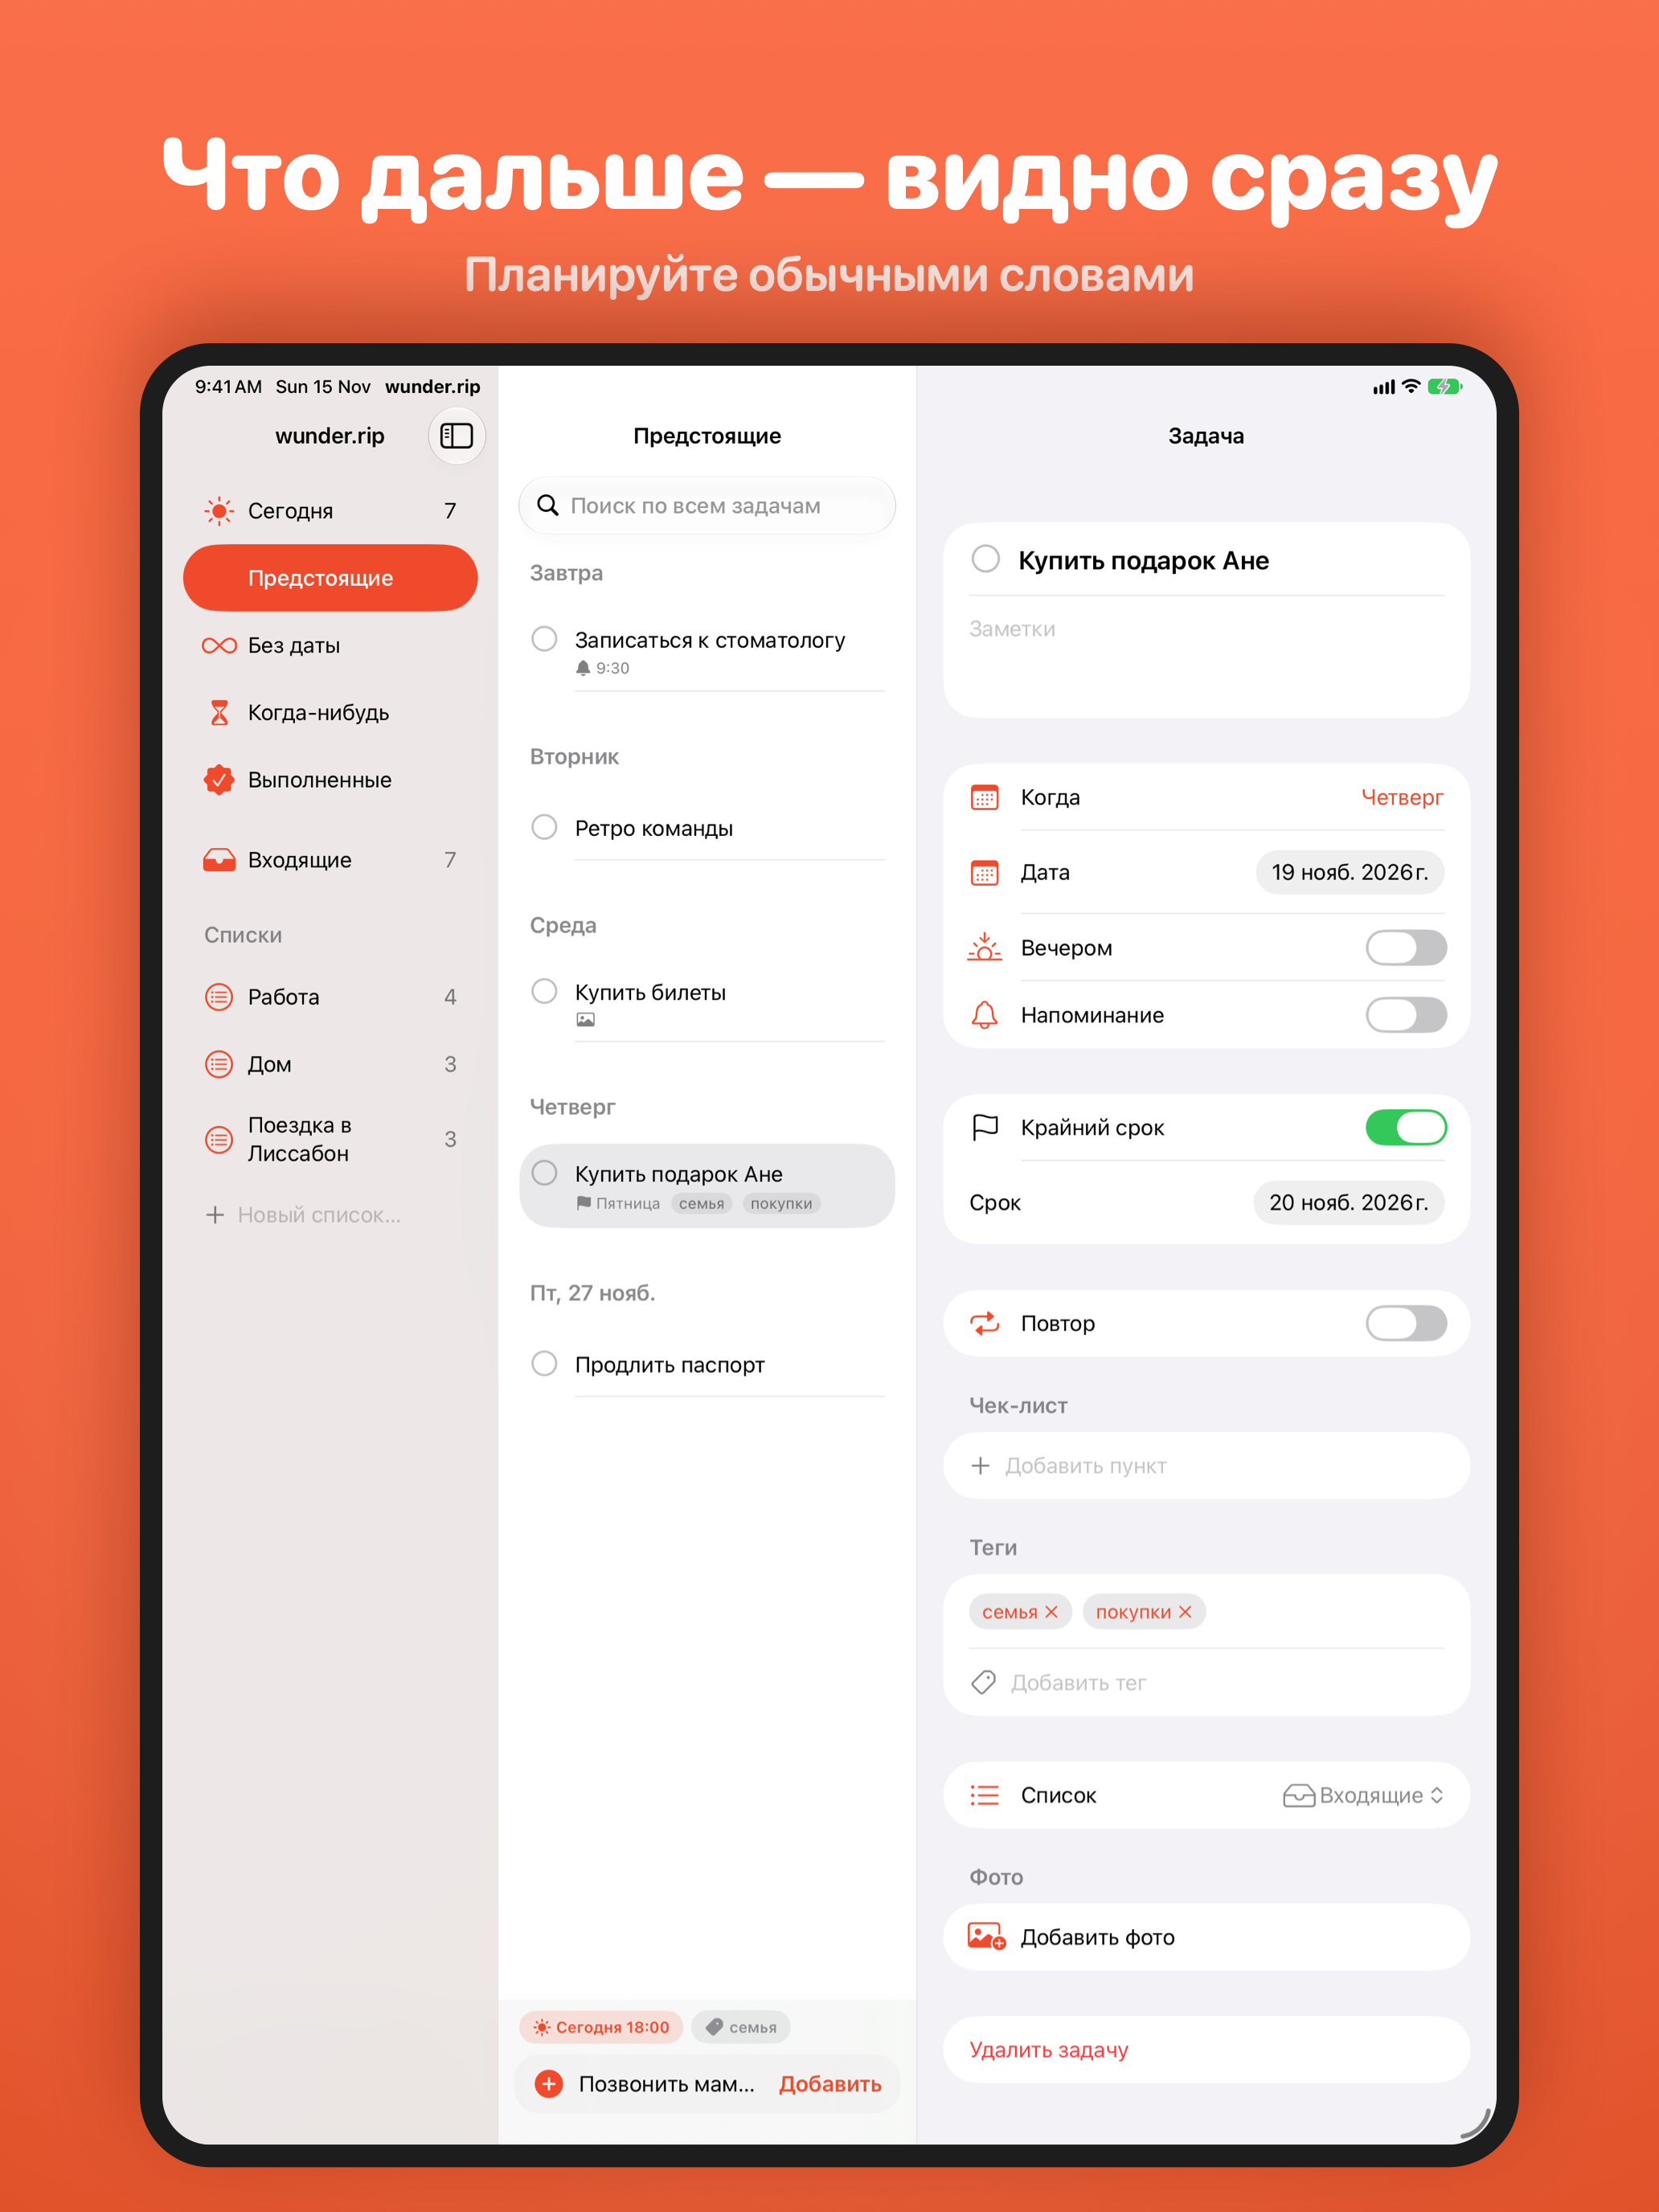 Что дальше — видно сразу
Планируйте обычными словами
9:41 AM Sun 15 Nov wunder.rip
wunder.rip
Сегодня 7
Предстоящие
Без даты
Когда-нибудь
Выполненные
Входящие 7
Списки
Работа 4
Дом 3
Поездка в
Лиссабон 3
Новый список...
Предстоящие
Поиск по всем задачам
Завтра
Записаться к стоматологу
9:30
Вторник
Ретро команды
Среда
Купить билеты
Четверг
Купить подарок Ане
Пятница семья покупки
Пт, 27 нояб.
Продлить паспорт
Сегодня 18:00 семья
Позвонить мам... Добавить
Задача
Купить подарок Ане
Заметки
Когда Четверг
Дата 19 нояб. 2026 г.
Вечером
Напоминание
Крайний срок
Срок 20 нояб. 2026 г.
Повтор
Чек-лист
Добавить пункт
Теги
семья покупки
Добавить тег
Список Входящие
Фото
Добавить фото
Удалить задачу